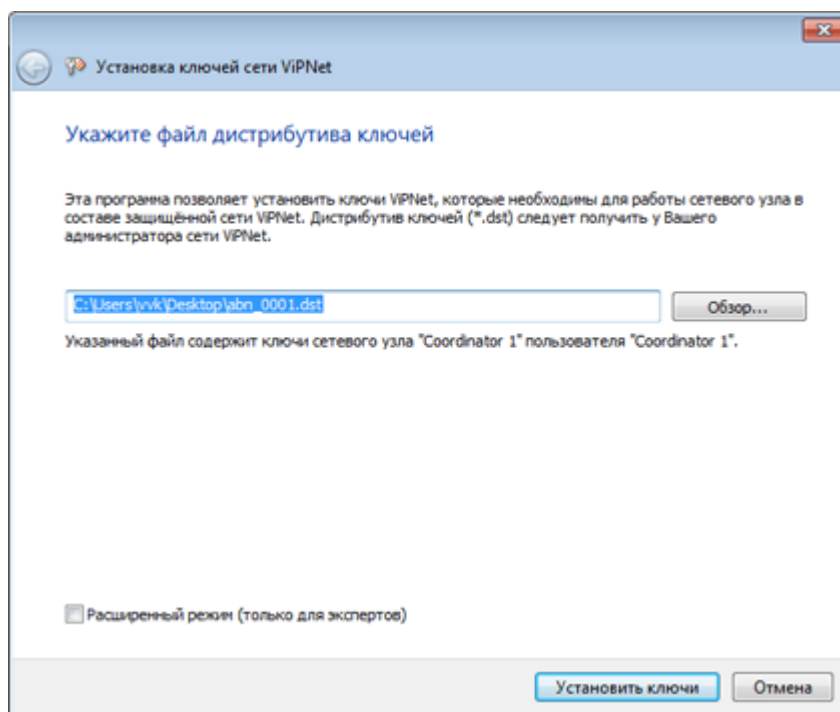 Установка ключей сети ViPNet
Укажите файл дистрибутива ключей
Эта программа позволяет установить ключи ViPNet, которые необходимы для работы сетевого узла в
составе защищённой сети ViPNet. Дистрибутив ключей (*.dst) следует получить у Вашего
администратора сети ViPNet.
C:\Users\vvk\Desktop\abn_0001.dst
Обзор...
Указанный файл содержит ключи сетевого узла "Coordinator 1" пользователя "Coordinator 1".
Расширенный режим (только для экспертов)
Установить ключи
Отмена